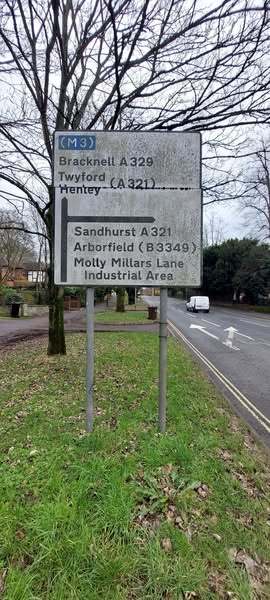 (M3)
Bracknell A329
Twyford (A321)
Henley
Sandhurst A321
Arborfield (B3349)
Molly Millars Lane
Industrial Area